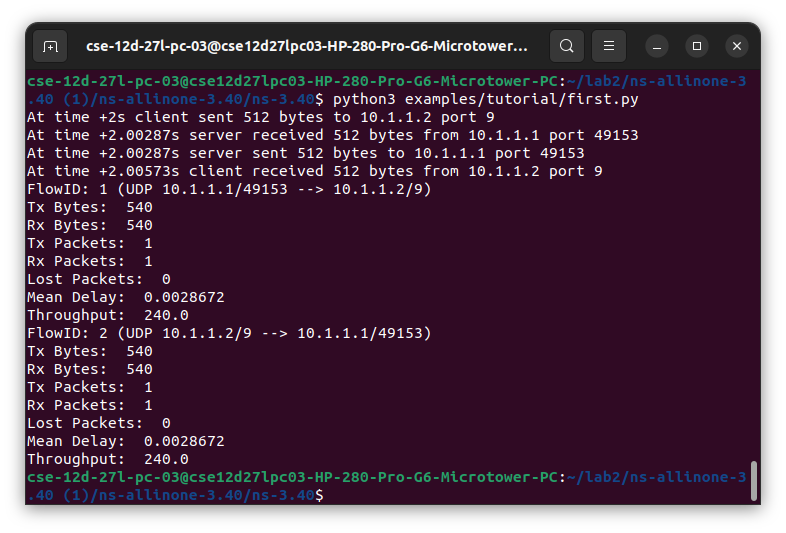 cse-12d-27l-pc-03@cse12d27lpc03-HP-280-Pro-G6-Microtower...
cse-12d-27l-pc-03@cse12d27lpc03-HP-280-Pro-G6-Microtower-PC:~/lab2/ns-allinone-3
.40 (1)/ns-allinone-3.40/ns-3.40$ python3 examples/tutorial/first.py
At time +2s client sent 512 bytes to 10.1.1.2 port 9
At time +2.00287s server received 512 bytes from 10.1.1.1 port 49153
At time +2.00287s server sent 512 bytes to 10.1.1.1 port 49153
At time +2.00573s client received 512 bytes from 10.1.1.2 port 9
FlowID: 1 (UDP 10.1.1.1/49153 --> 10.1.1.2/9)
Tx Bytes:  540
Rx Bytes:  540
Tx Packets:  1
Rx Packets:  1
Lost Packets:  0
Mean Delay:  0.0028672
Throughput:  240.0
FlowID: 2 (UDP 10.1.1.2/9 --> 10.1.1.1/49153)
Tx Bytes:  540
Rx Bytes:  540
Tx Packets:  1
Rx Packets:  1
Lost Packets:  0
Mean Delay:  0.0028672
Throughput:  240.0
cse-12d-27l-pc-03@cse12d27lpc03-HP-280-Pro-G6-Microtower-PC:~/lab2/ns-allinone-3
.40 (1)/ns-allinone-3.40/ns-3.40$